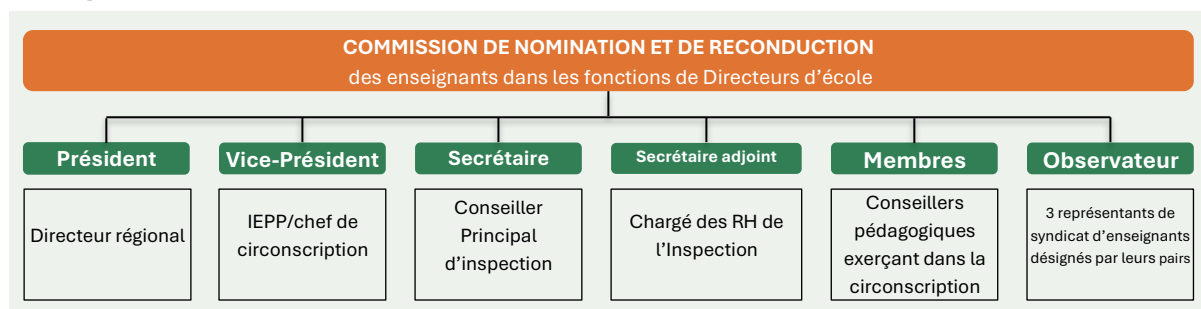 COMMISSION DE NOMINATION ET DE RECONDUCTION
des enseignants dans les fonctions de Directeurs d’école
Président
Directeur régional
Vice-Président
IEPP/chef de
circonscription
Secrétaire
Conseiller
Principal
d’inspection
Secrétaire adjoint
Chargé des RH de
l’Inspection
Membres
Conseillers
pédagogiques
exerçant dans la
circonscription
Observateur
3 représentants de
syndicat d’enseignants
désignés par leurs pairs